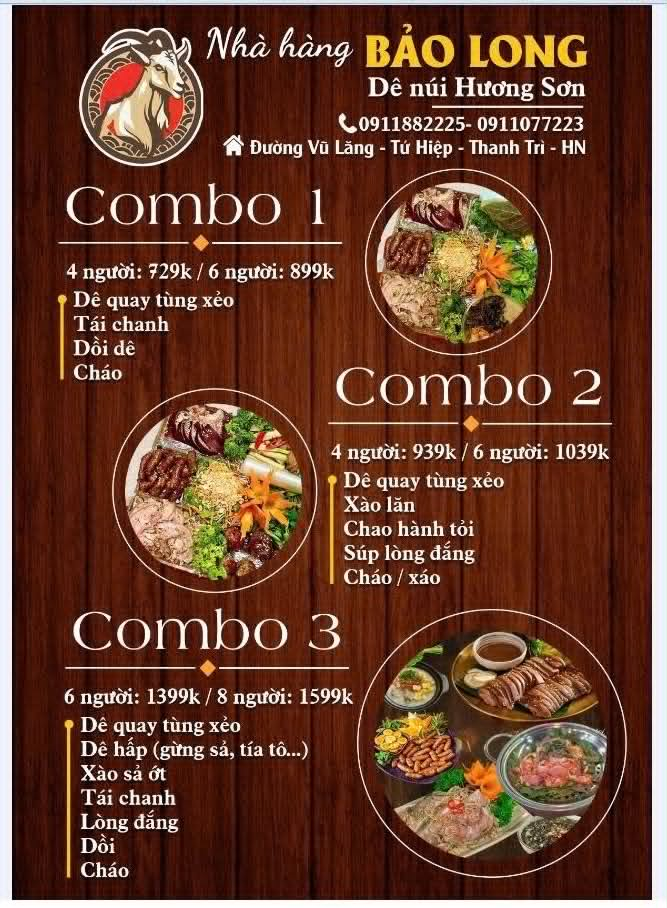 Nhà hàng BẢO LONG
Dê núi Hương Sơn
0911882225- 0911077223
Đường Vũ Lăng - Tứ Hiệp - Thanh Trì - HN
Combo 1
4 người: 729k / 6 người: 899k
Dê quay tùng xẻo
Tái chanh
Dồi dê
Cháo
Combo 2
4 người: 939k / 6 người: 1039k
Dê quay tùng xẻo
Xào lăn
Chao hành tỏi
Súp lòng đắng
Cháo / xáo
Combo 3
6 người: 1399k / 8 người: 1599k
Dê quay tùng xẻo
Dê hấp (gừng sả, tía tô...)
Xào sả ớt
Tái chanh
Lòng đắng
Dồi
Cháo